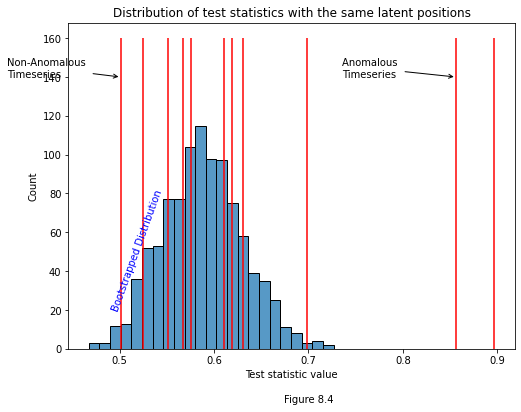 Distribution of test statistics with the same latent positions
160
140
120
100
80
60
40
20
0
Count
Non-Anomalous
Timeseries
Anomalous
Timeseries
Bootstrapped Distribution
0.5
0.6
0.7
0.8
0.9
Test statistic value
Figure 8.4